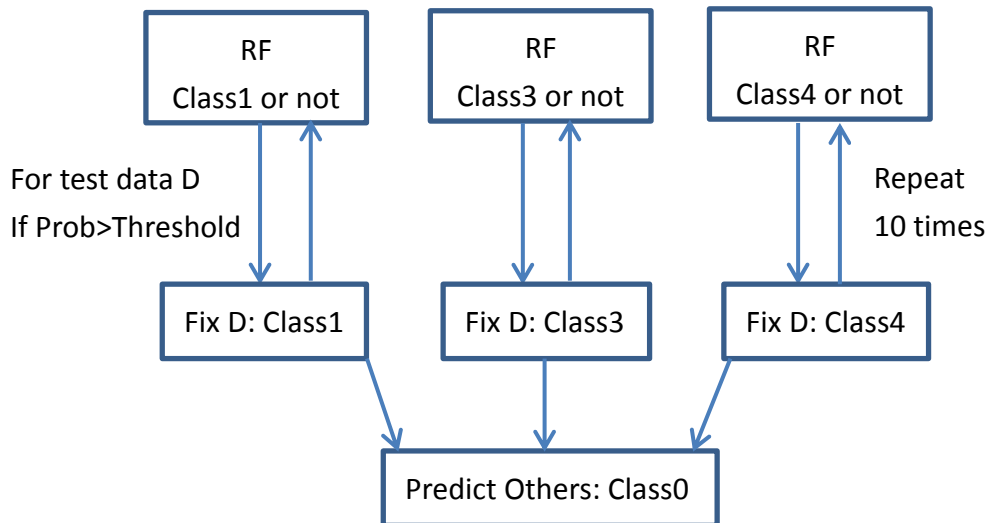 RF
Class1 or not
RF
Class3 or not
RF
Class4 or not
For test data D
If Prob>Threshold
Repeat
10 times
Fix D: Class1
Fix D: Class3
Fix D: Class4
Predict Others: Class0